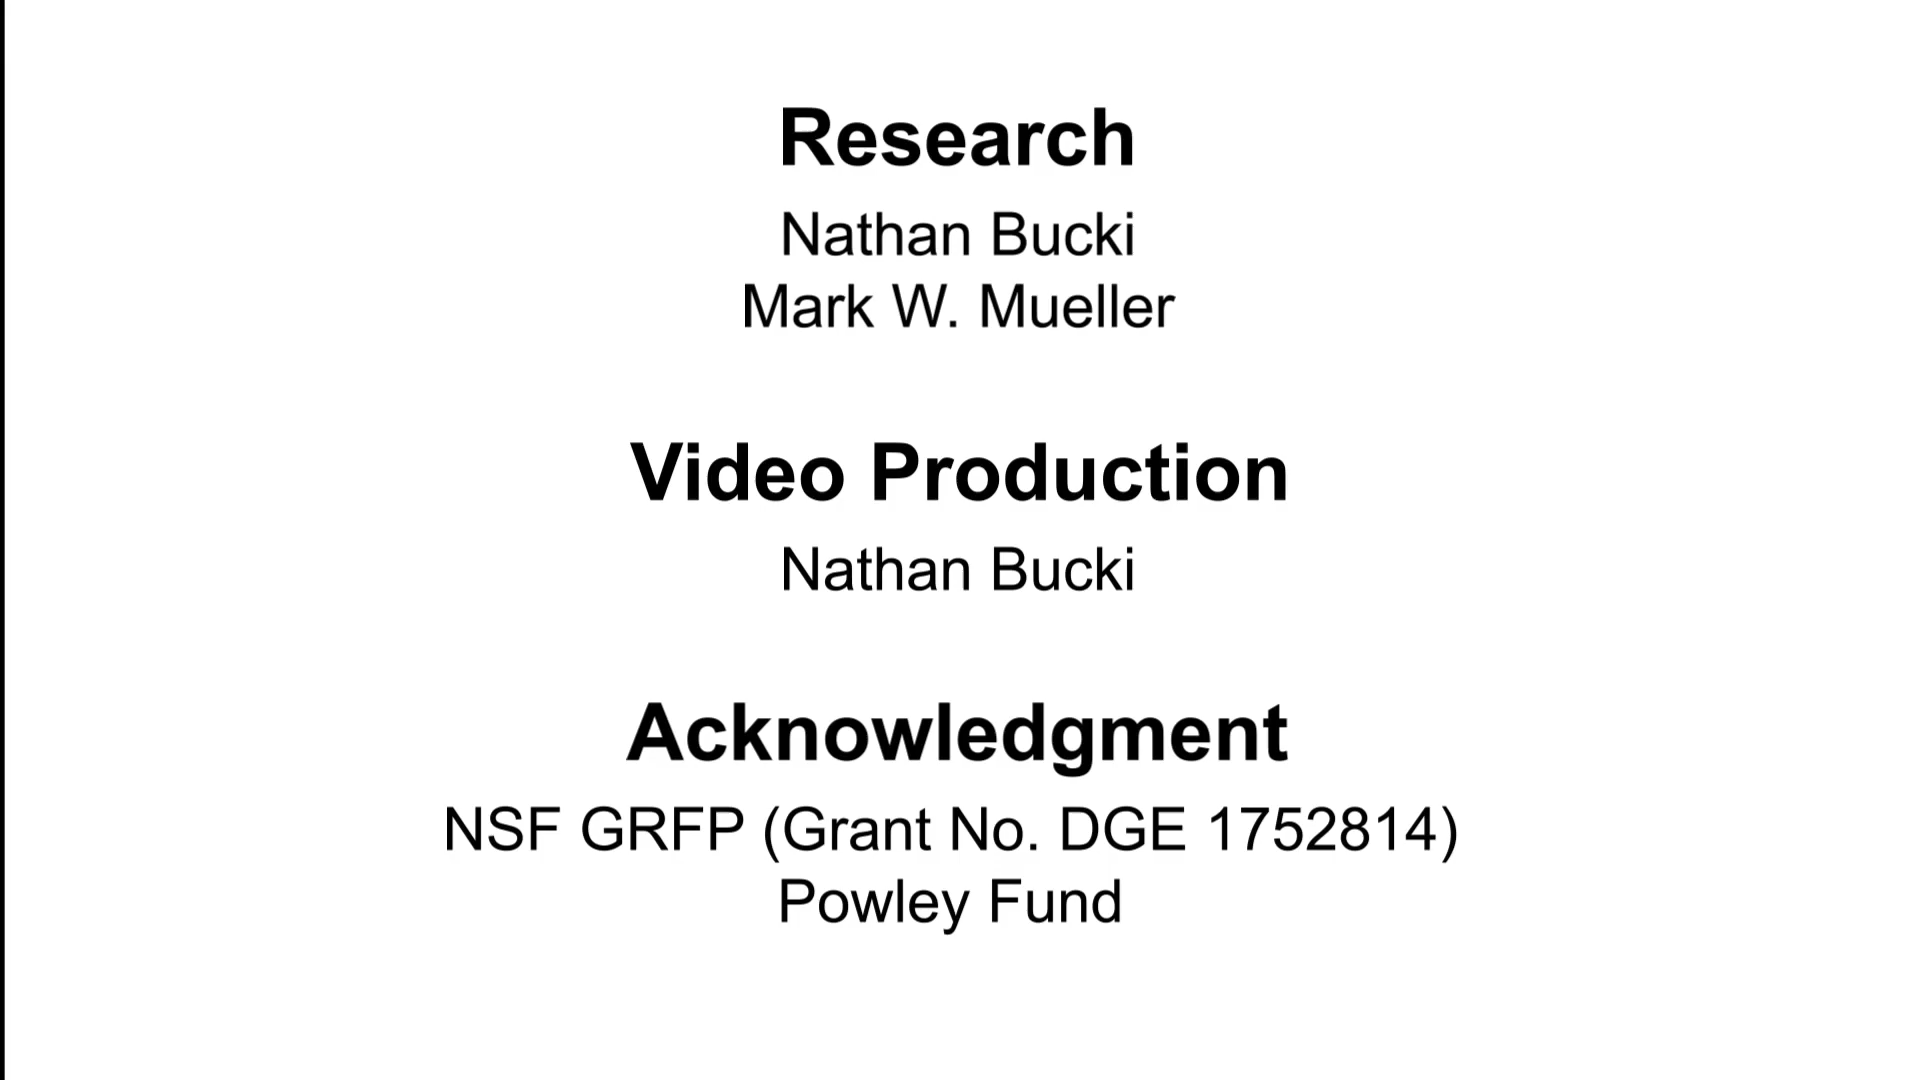 Research
Nathan Bucki
Mark W. Mueller
Video Production
Nathan Bucki
Acknowledgment
NSF GRFP (Grant No. DGE 1752814)
Powley Fund